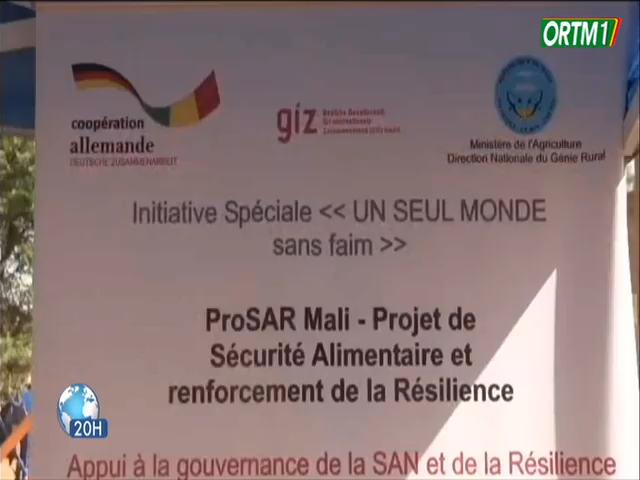 ORTM1
coopération
allemande
DEUTSCHE ZUSAMMENARBEIT
giz
Ministère de l'Agriculture
Direction Nationale du Génie Rural
Initiative Spéciale << UN SEUL MONDE
sans faim >>
ProSAR Mali - Projet de
Sécurité Alimentaire et
renforcement de la Résilience
20H
Appui à la gouvernance de la SAN et de la Résilience